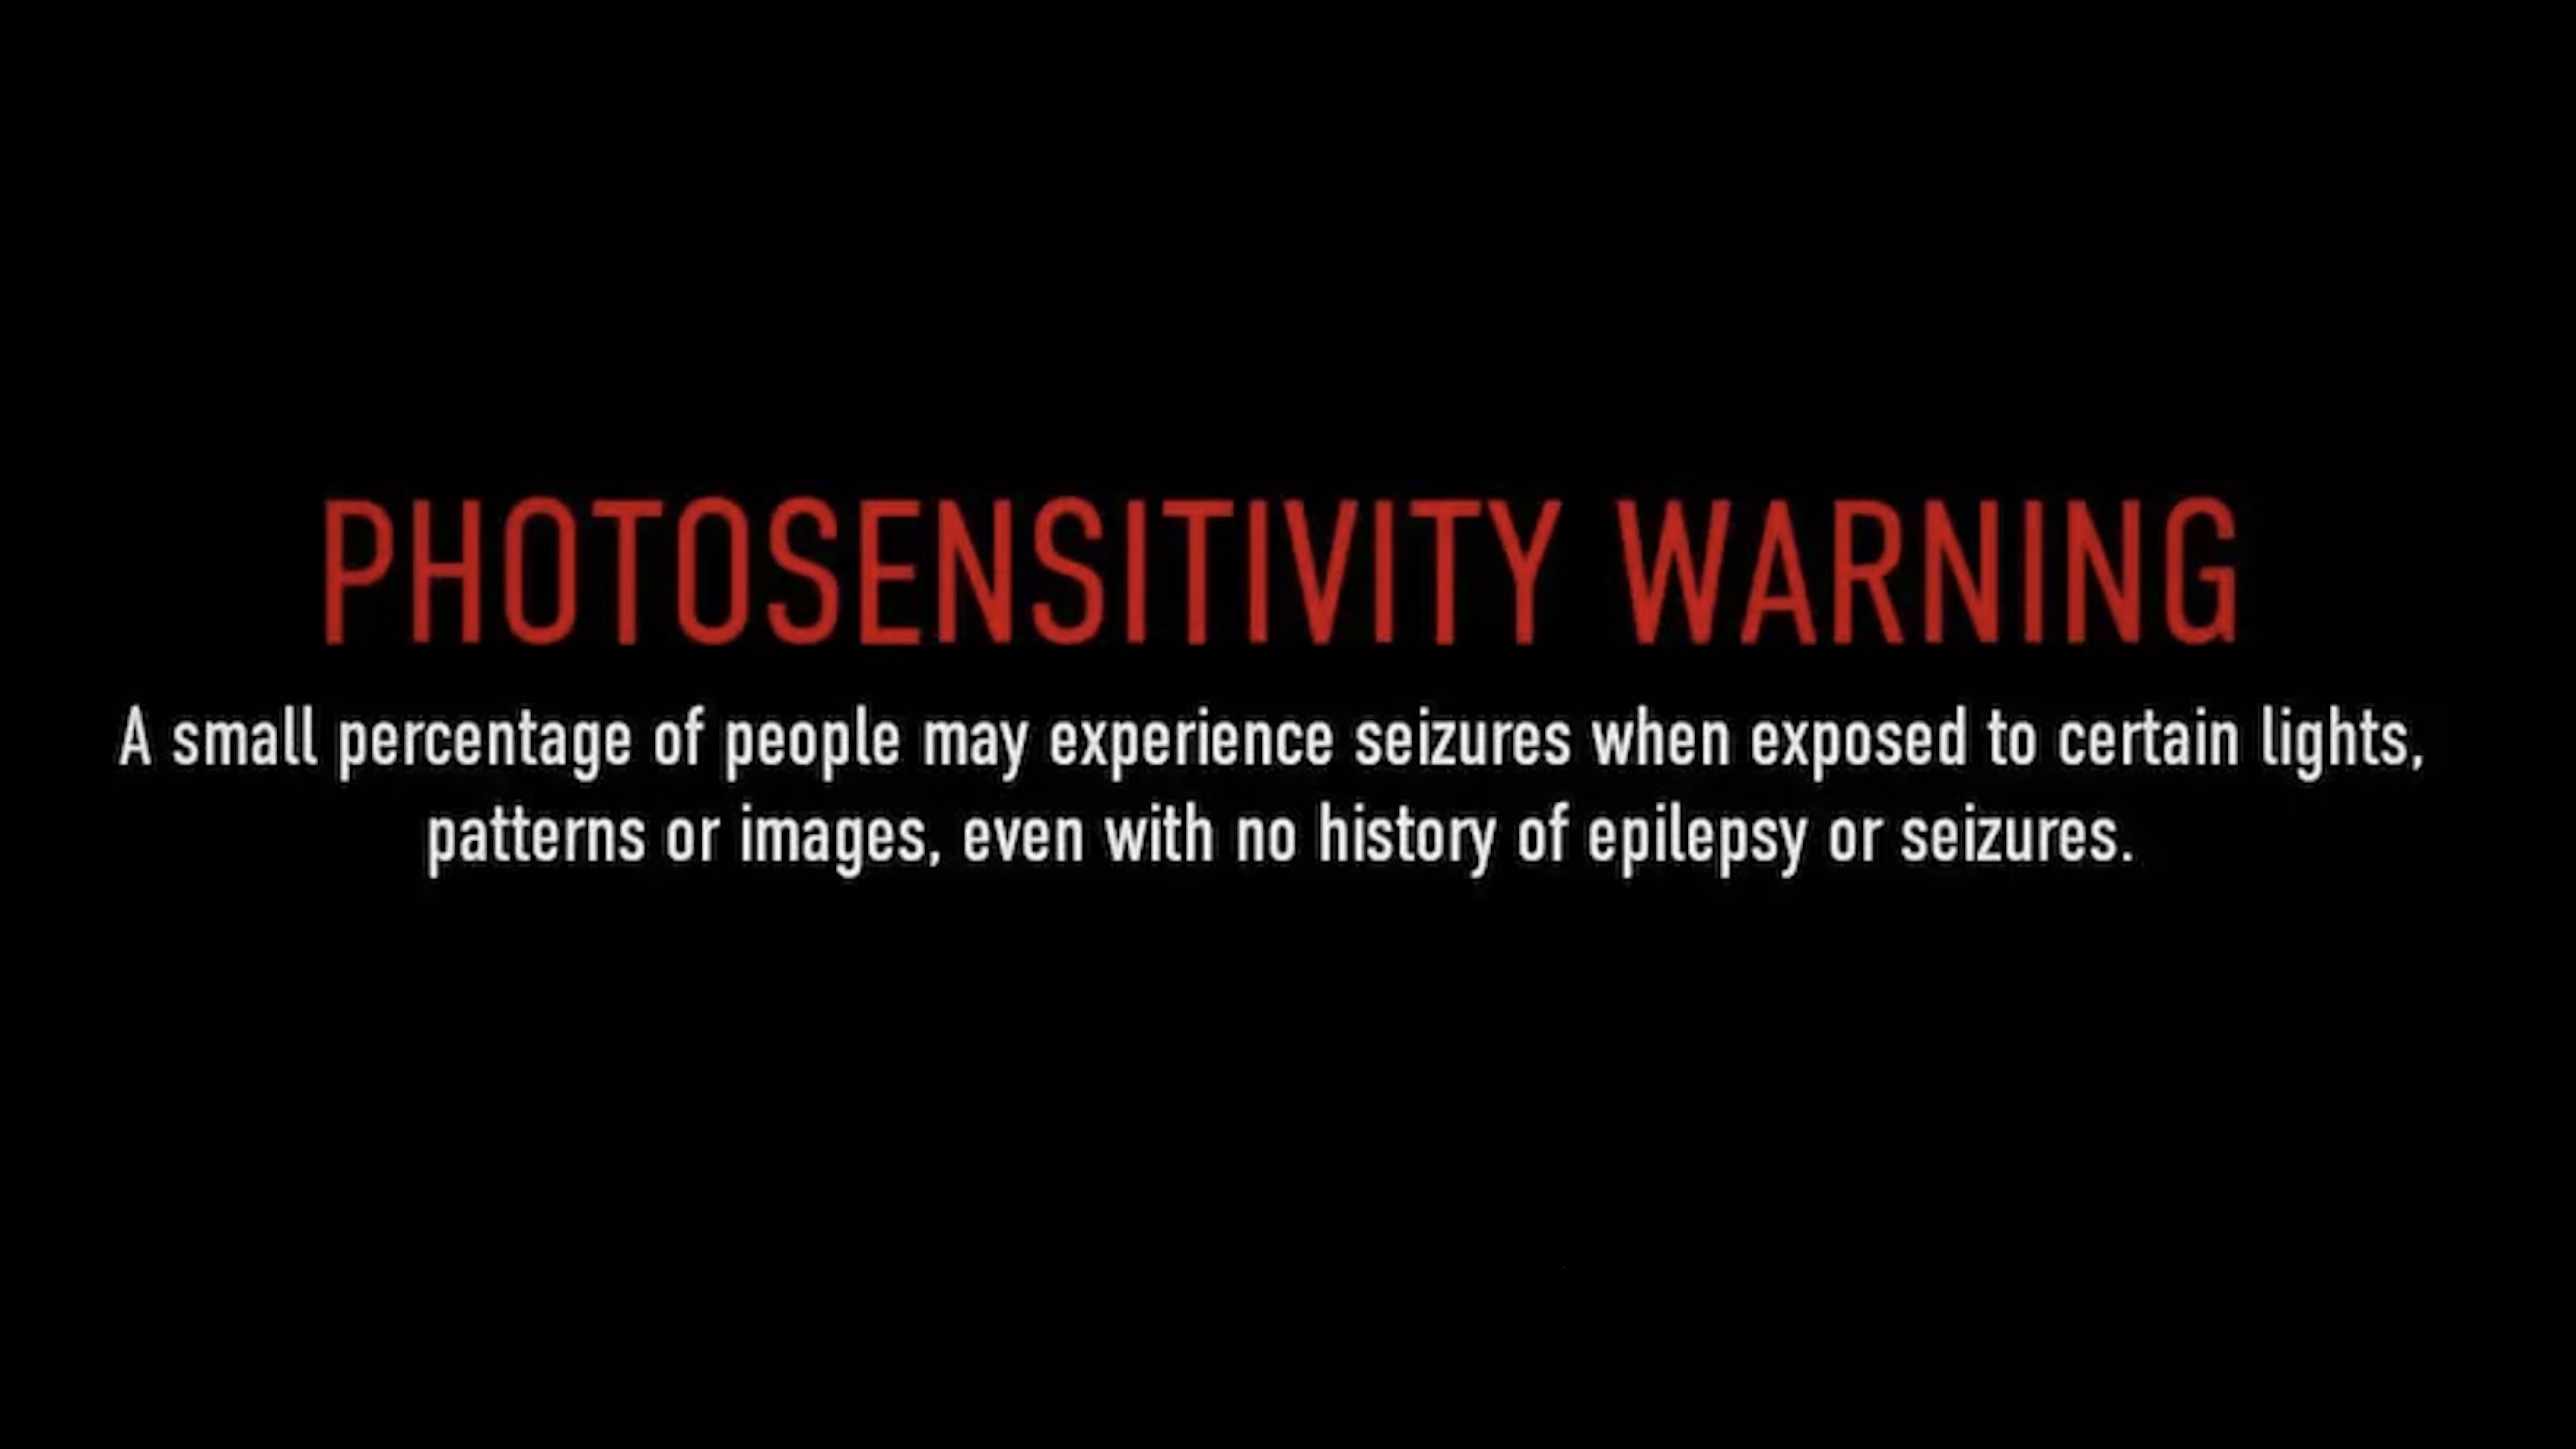 PHOTOSENSITIVITY WARNING
A small percentage of people may experience seizures when exposed to certain lights,
patterns or images, even with no history of epilepsy or seizures.